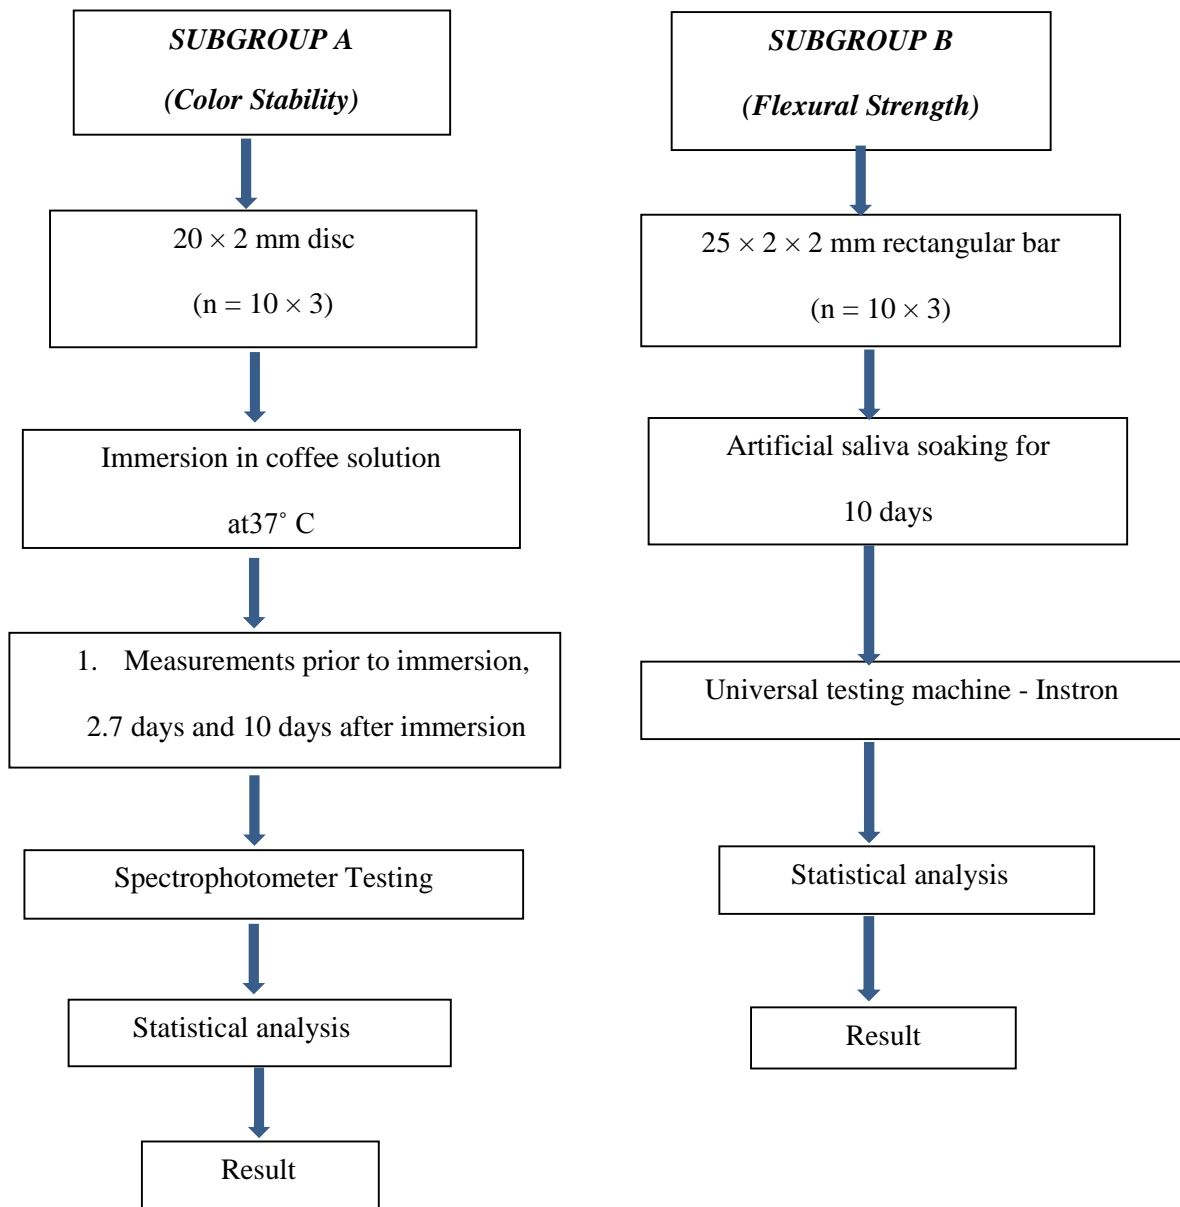 SUBGROUP A
(Color Stability)
20 × 2 mm disc
(n = 10 × 3)
Immersion in coffee solution
at37˚ C
1. Measurements prior to immersion,
2.7 days and 10 days after immersion
Spectrophotometer Testing
Statistical analysis
Result
SUBGROUP B
(Flexural Strength)
25 × 2 × 2 mm rectangular bar
(n = 10 × 3)
Artificial saliva soaking for
10 days
Universal testing machine - Instron
Statistical analysis
Result